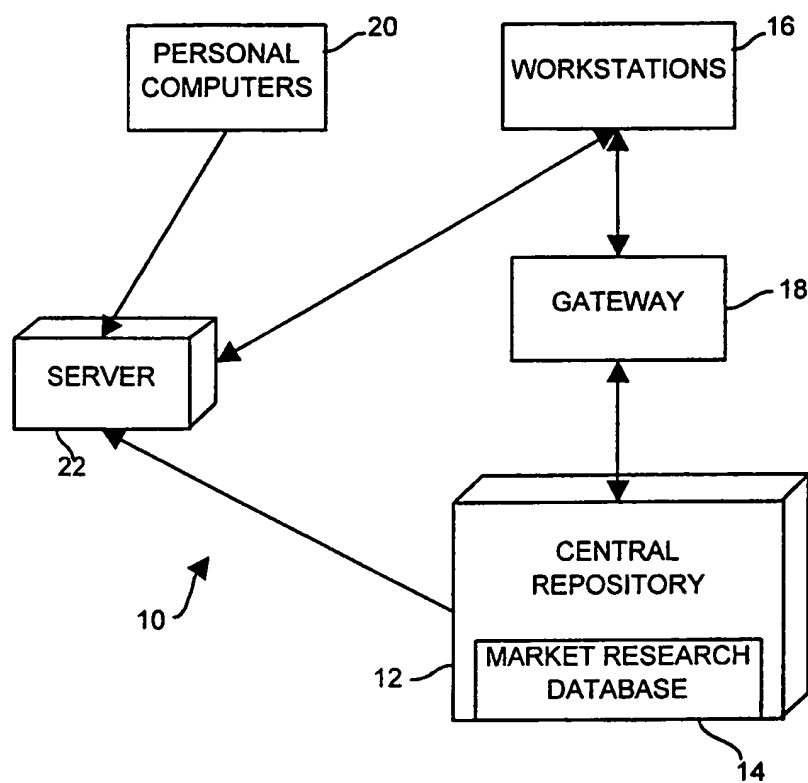 20
PERSONAL
COMPUTERS
16
WORKSTATIONS
18
GATEWAY
SERVER
22
CENTRAL
REPOSITORY
10
12
MARKET RESEARCH
DATABASE
14